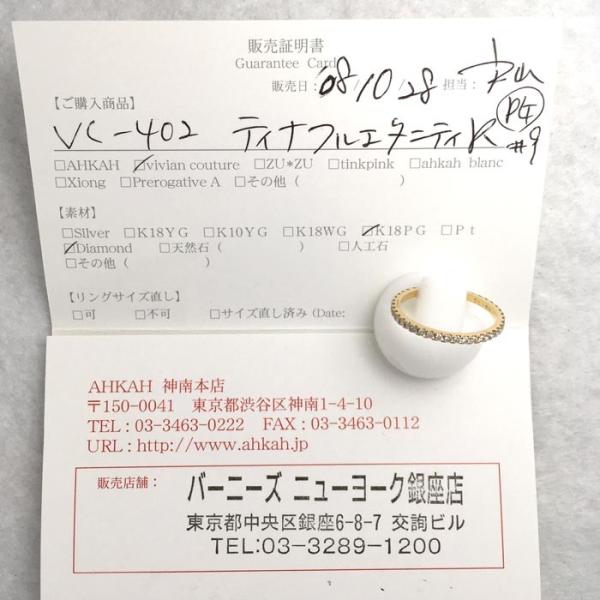 販売証明書
Guarantee Card
販売日：'08/10/28 担当：
【ご購入商品】
VC-402 ティナフルエタニティR PG #9
□AHKAH ☑vivian couture □ZU*ZU □tinkpink □ahkah blanc
□Xiong □Prerogative A □その他（ ）
【素材】
□Silver □K18YG □K10YG □K18WG ☑K18PG □Pt
☑Diamond □天然石（ ） □人工石
□その他（ ）
【リングサイズ直し】
□可 □不可 □サイズ直し済み（Date:
AHKAH 神南本店
〒150-0041 東京都渋谷区神南1-4-10
TEL : 03-3463-0222 FAX : 03-3463-0112
URL : http://www.ahkah.jp
販売店舗： バーニーズ ニューヨーク銀座店
東京都中央区銀座6-8-7 交詢ビル
TEL:03-3289-1200